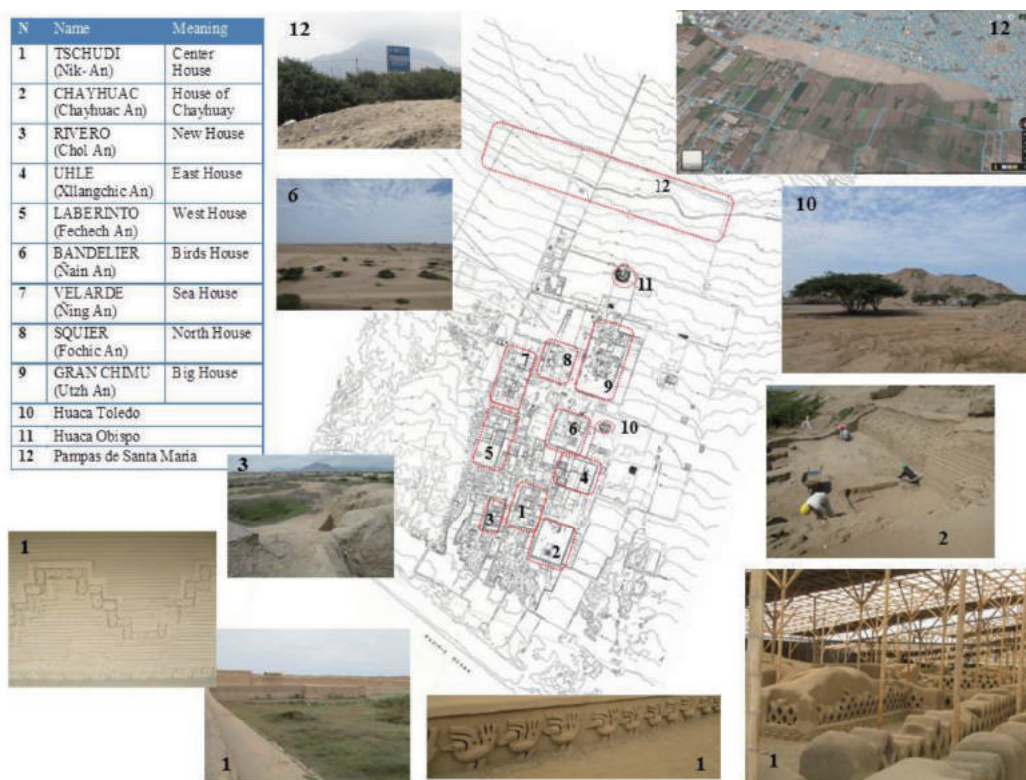 N Name Meaning
1 TSCHUDI Center
(Nik- An) House
2 CHAYHUAC House of
(Chayhuac An) Chayhuay
3 RIVERO New House
(Chol An)
4 UHLE East House
(Xllangchic An)
5 LABERINTO West House
(Fechech An)
6 BANDELIER Birds House
(Ñain An)
7 VELARDE Sea House
(Ñing An)
8 SQUIER North House
(Fochic An)
9 GRAN CHIMU Big House
(Utzh An)
10 Huaca Toledo
11 Huaca Obispo
12 Pampas de Santa Maria
12
12
6
10
12
11
7
8
9
6
10
5
4
3
1
3
2
2
1
PACIFIC OCEAN
1
1
1